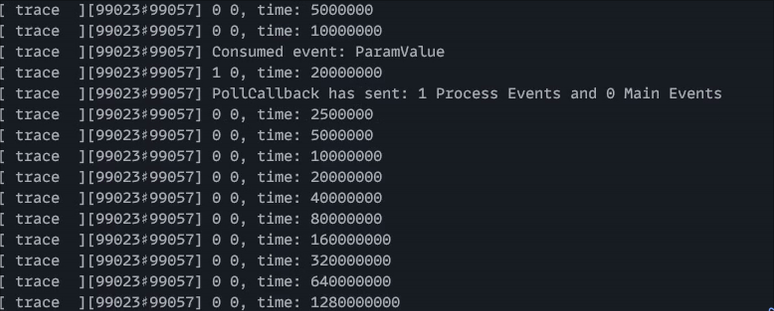 [ trace  ][99023♯99057] 0 0, time: 5000000
[ trace  ][99023♯99057] 0 0, time: 10000000
[ trace  ][99023♯99057] Consumed event: ParamValue
[ trace  ][99023♯99057] 1 0, time: 20000000
[ trace  ][99023♯99057] PollCallback has sent: 1 Process Events and 0 Main Events
[ trace  ][99023♯99057] 0 0, time: 2500000
[ trace  ][99023♯99057] 0 0, time: 5000000
[ trace  ][99023♯99057] 0 0, time: 10000000
[ trace  ][99023♯99057] 0 0, time: 20000000
[ trace  ][99023♯99057] 0 0, time: 40000000
[ trace  ][99023♯99057] 0 0, time: 80000000
[ trace  ][99023♯99057] 0 0, time: 160000000
[ trace  ][99023♯99057] 0 0, time: 320000000
[ trace  ][99023♯99057] 0 0, time: 640000000
[ trace  ][99023♯99057] 0 0, time: 1280000000